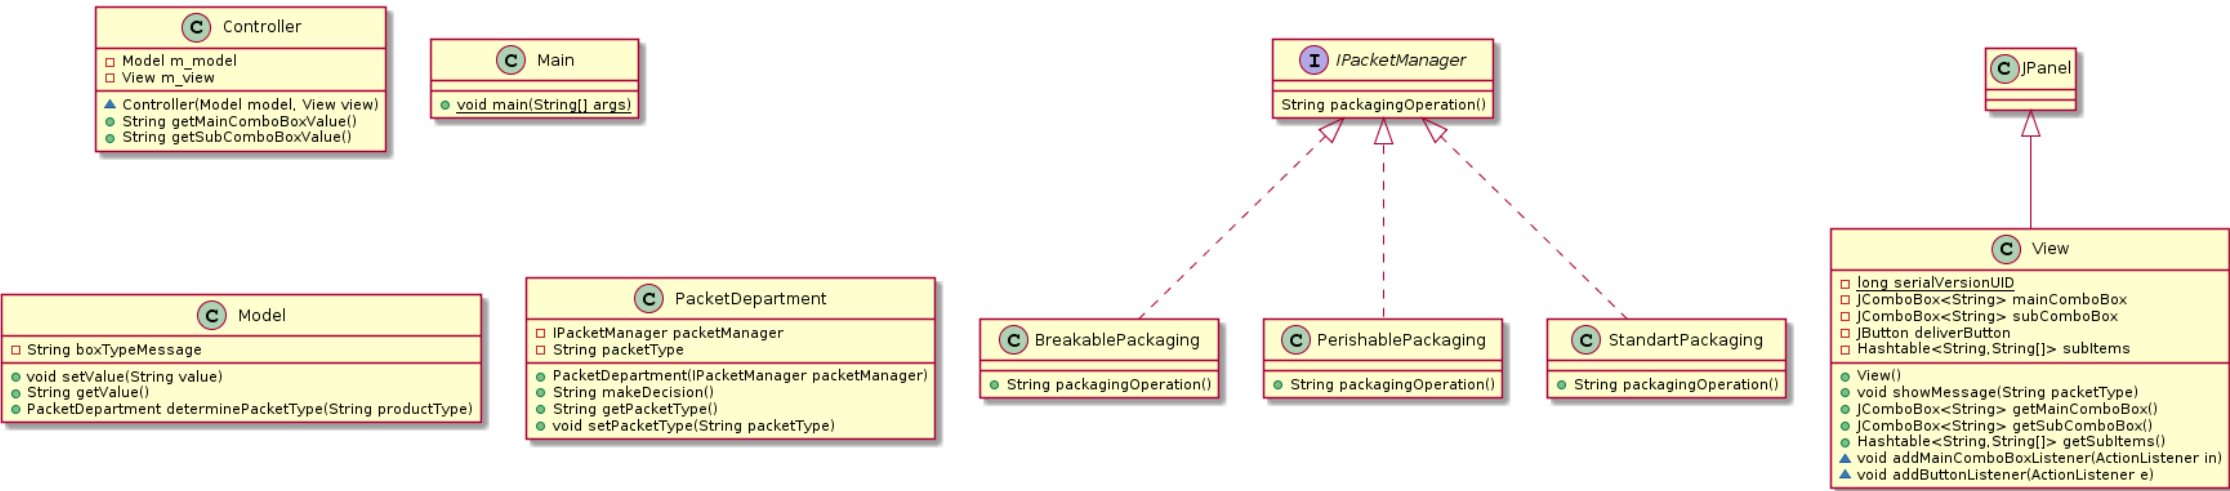 C Controller
Model m_model
View m_view
Controller(Model model, View view)
String getMainComboBoxValue()
String getSubComboBoxValue()
C Main
void main(String[] args)
I IPacketManager
String packagingOperation()
C JPanel
C Model
String boxTypeMessage
void setValue(String value)
String getValue()
PacketDepartment determinePacketType(String productType)
C PacketDepartment
IPacketManager packetManager
String packetType
PacketDepartment(IPacketManager packetManager)
String makeDecision()
String getPacketType()
void setPacketType(String packetType)
C BreakablePackaging
String packagingOperation()
C PerishablePackaging
String packagingOperation()
C StandartPackaging
String packagingOperation()
C View
long serialVersionUID
JComboBox<String> mainComboBox
JComboBox<String> subComboBox
JButton deliverButton
Hashtable<String,String[]> subItems
View()
void showMessage(String packetType)
JComboBox<String> getMainComboBox()
JComboBox<String> getSubComboBox()
Hashtable<String,String[]> getSubItems()
void addMainComboBoxListener(ActionListener in)
void addButtonListener(ActionListener e)